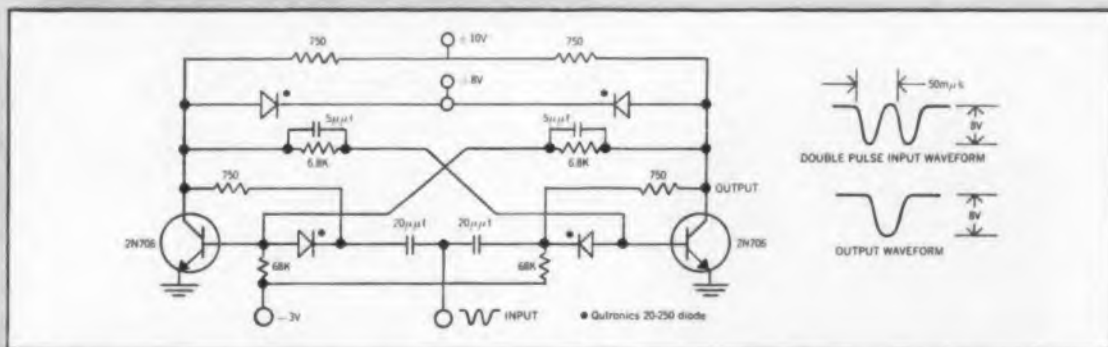 +10V
750
750
+8V
5μμf
5μμf
6.8K
6.8K
750
750
OUTPUT
20μμf
20μμf
2N706
2N706
68K
68K
−3V
INPUT
● Qutronics 20-250 diode
50mμs
8V
DOUBLE PULSE INPUT WAVEFORM
8V
OUTPUT WAVEFORM